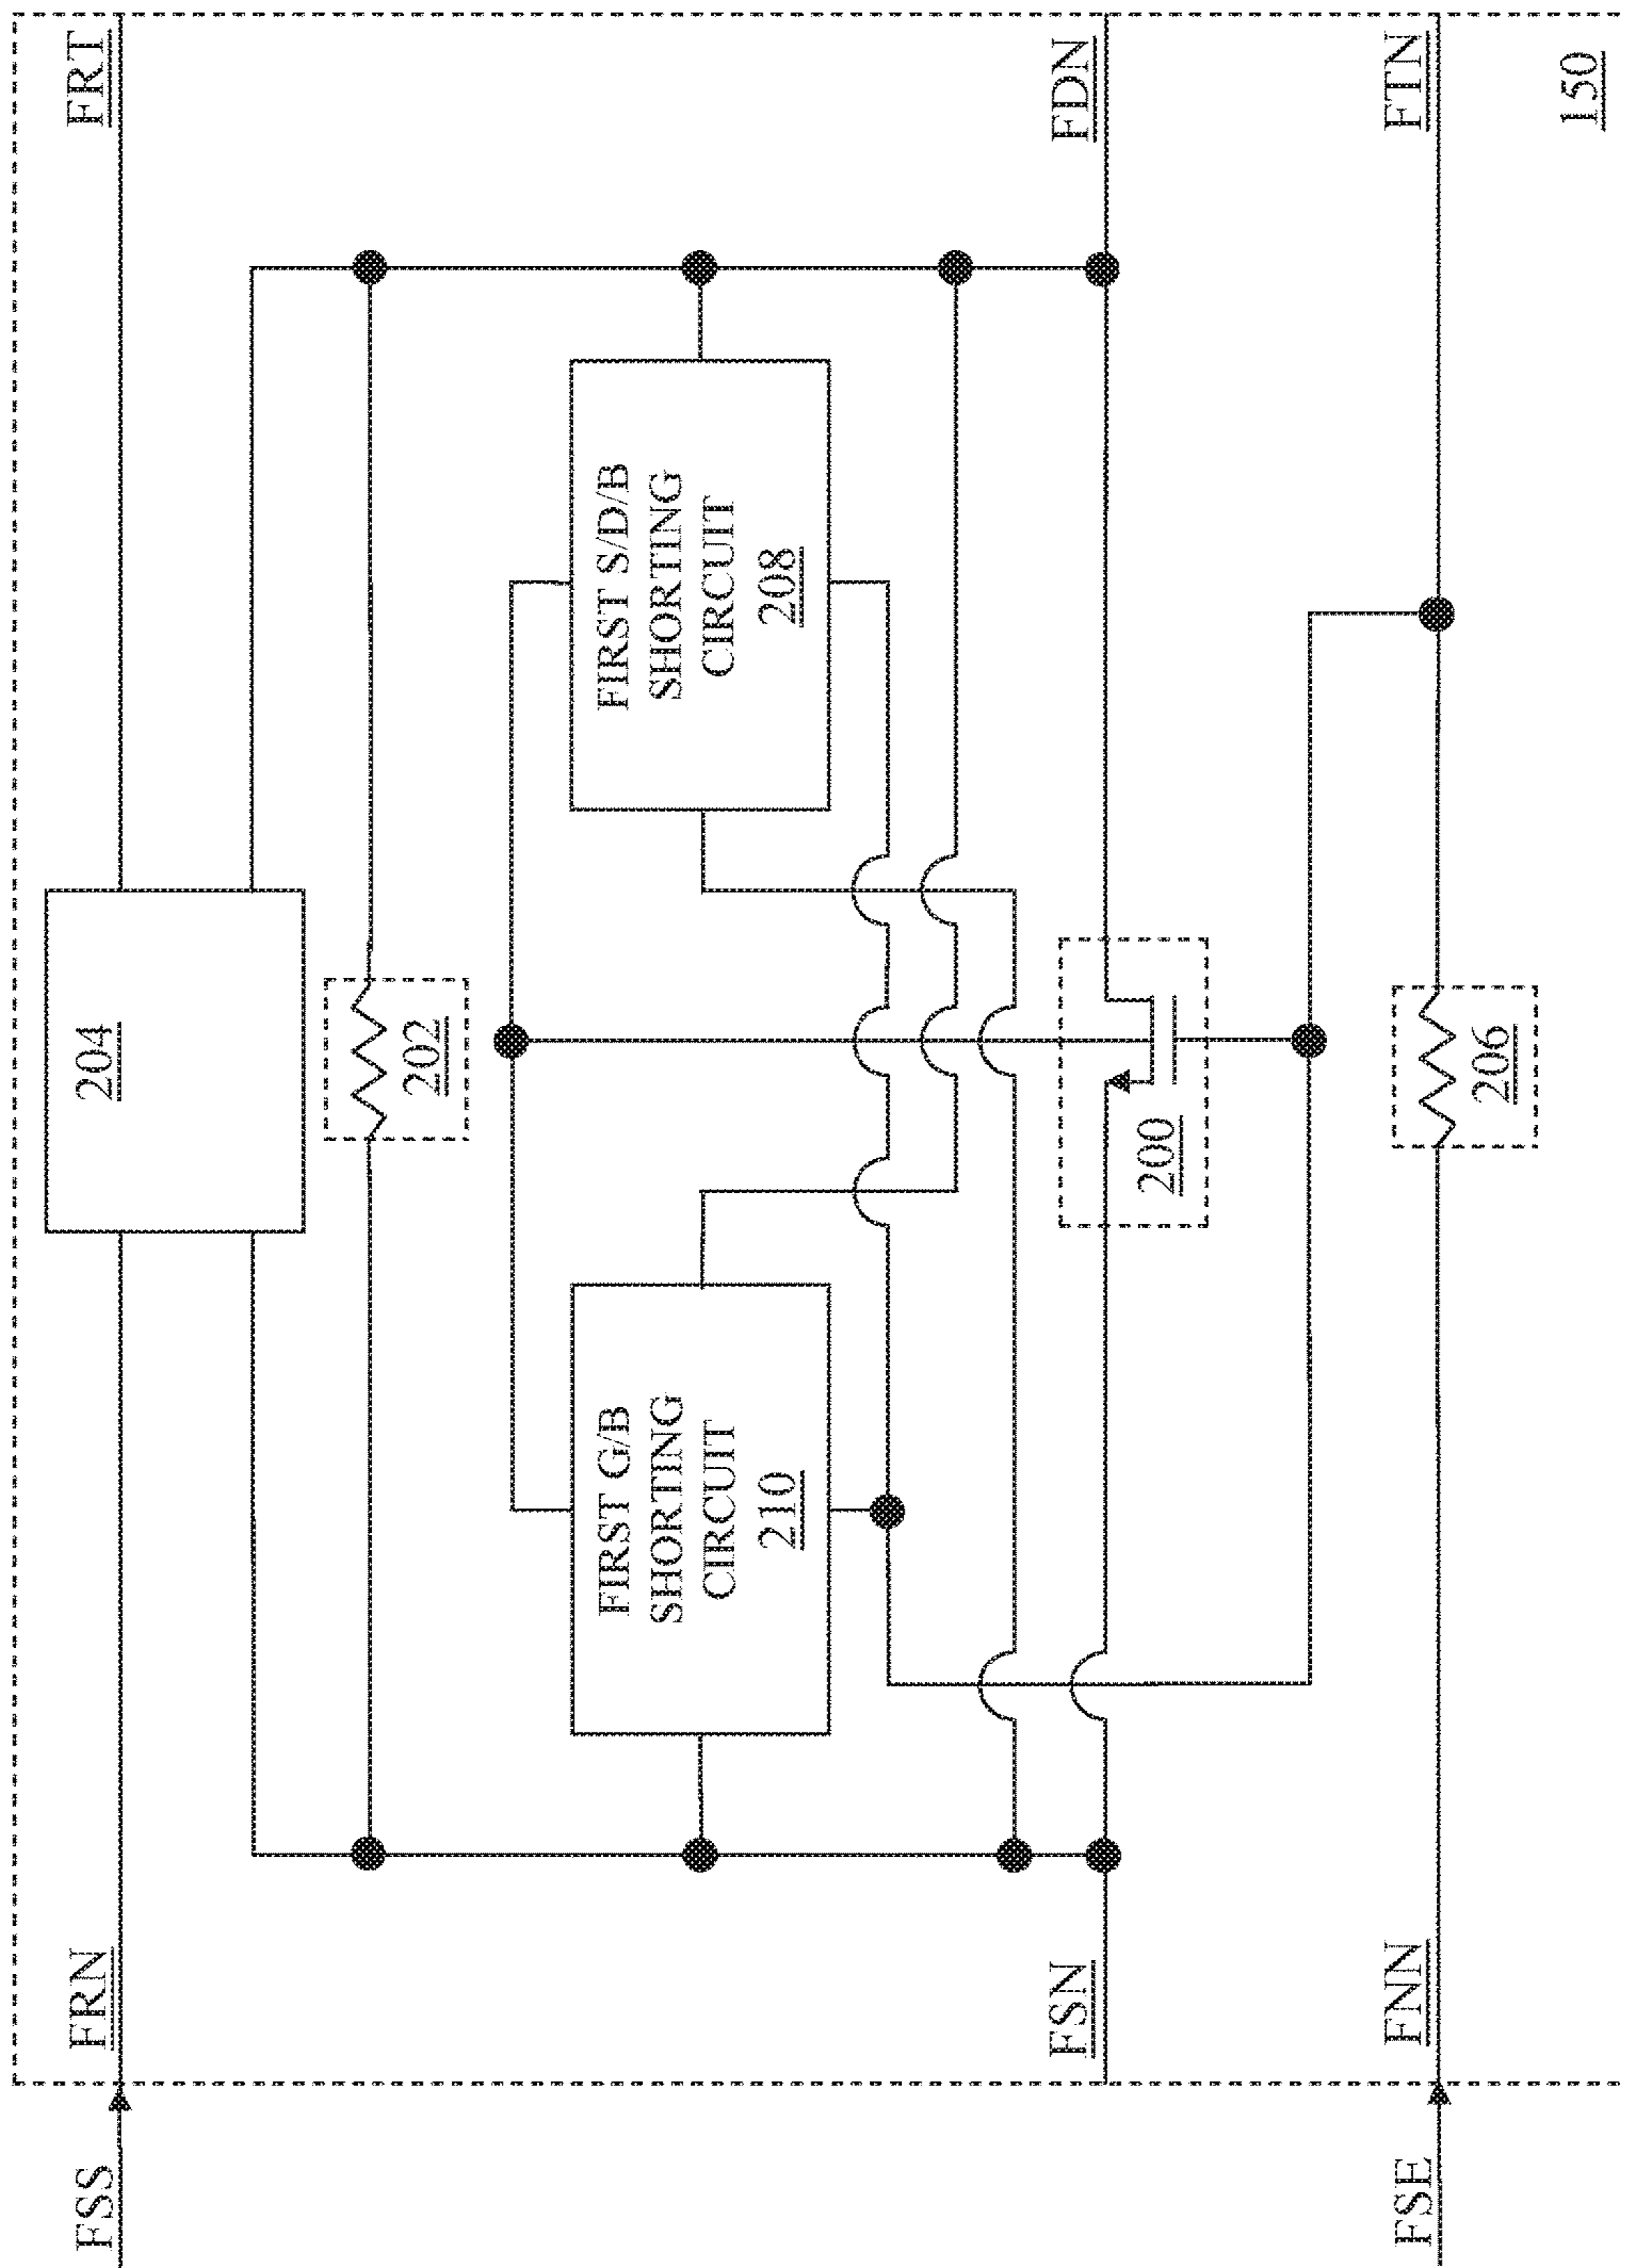 FSS
FRN
204
FRT
202
FIRST G/B
SHORTING
CIRCUIT
210
FIRST S/D/B
SHORTING
CIRCUIT
208
FSN
200
FDN
FSE
FNN
206
FTN
150